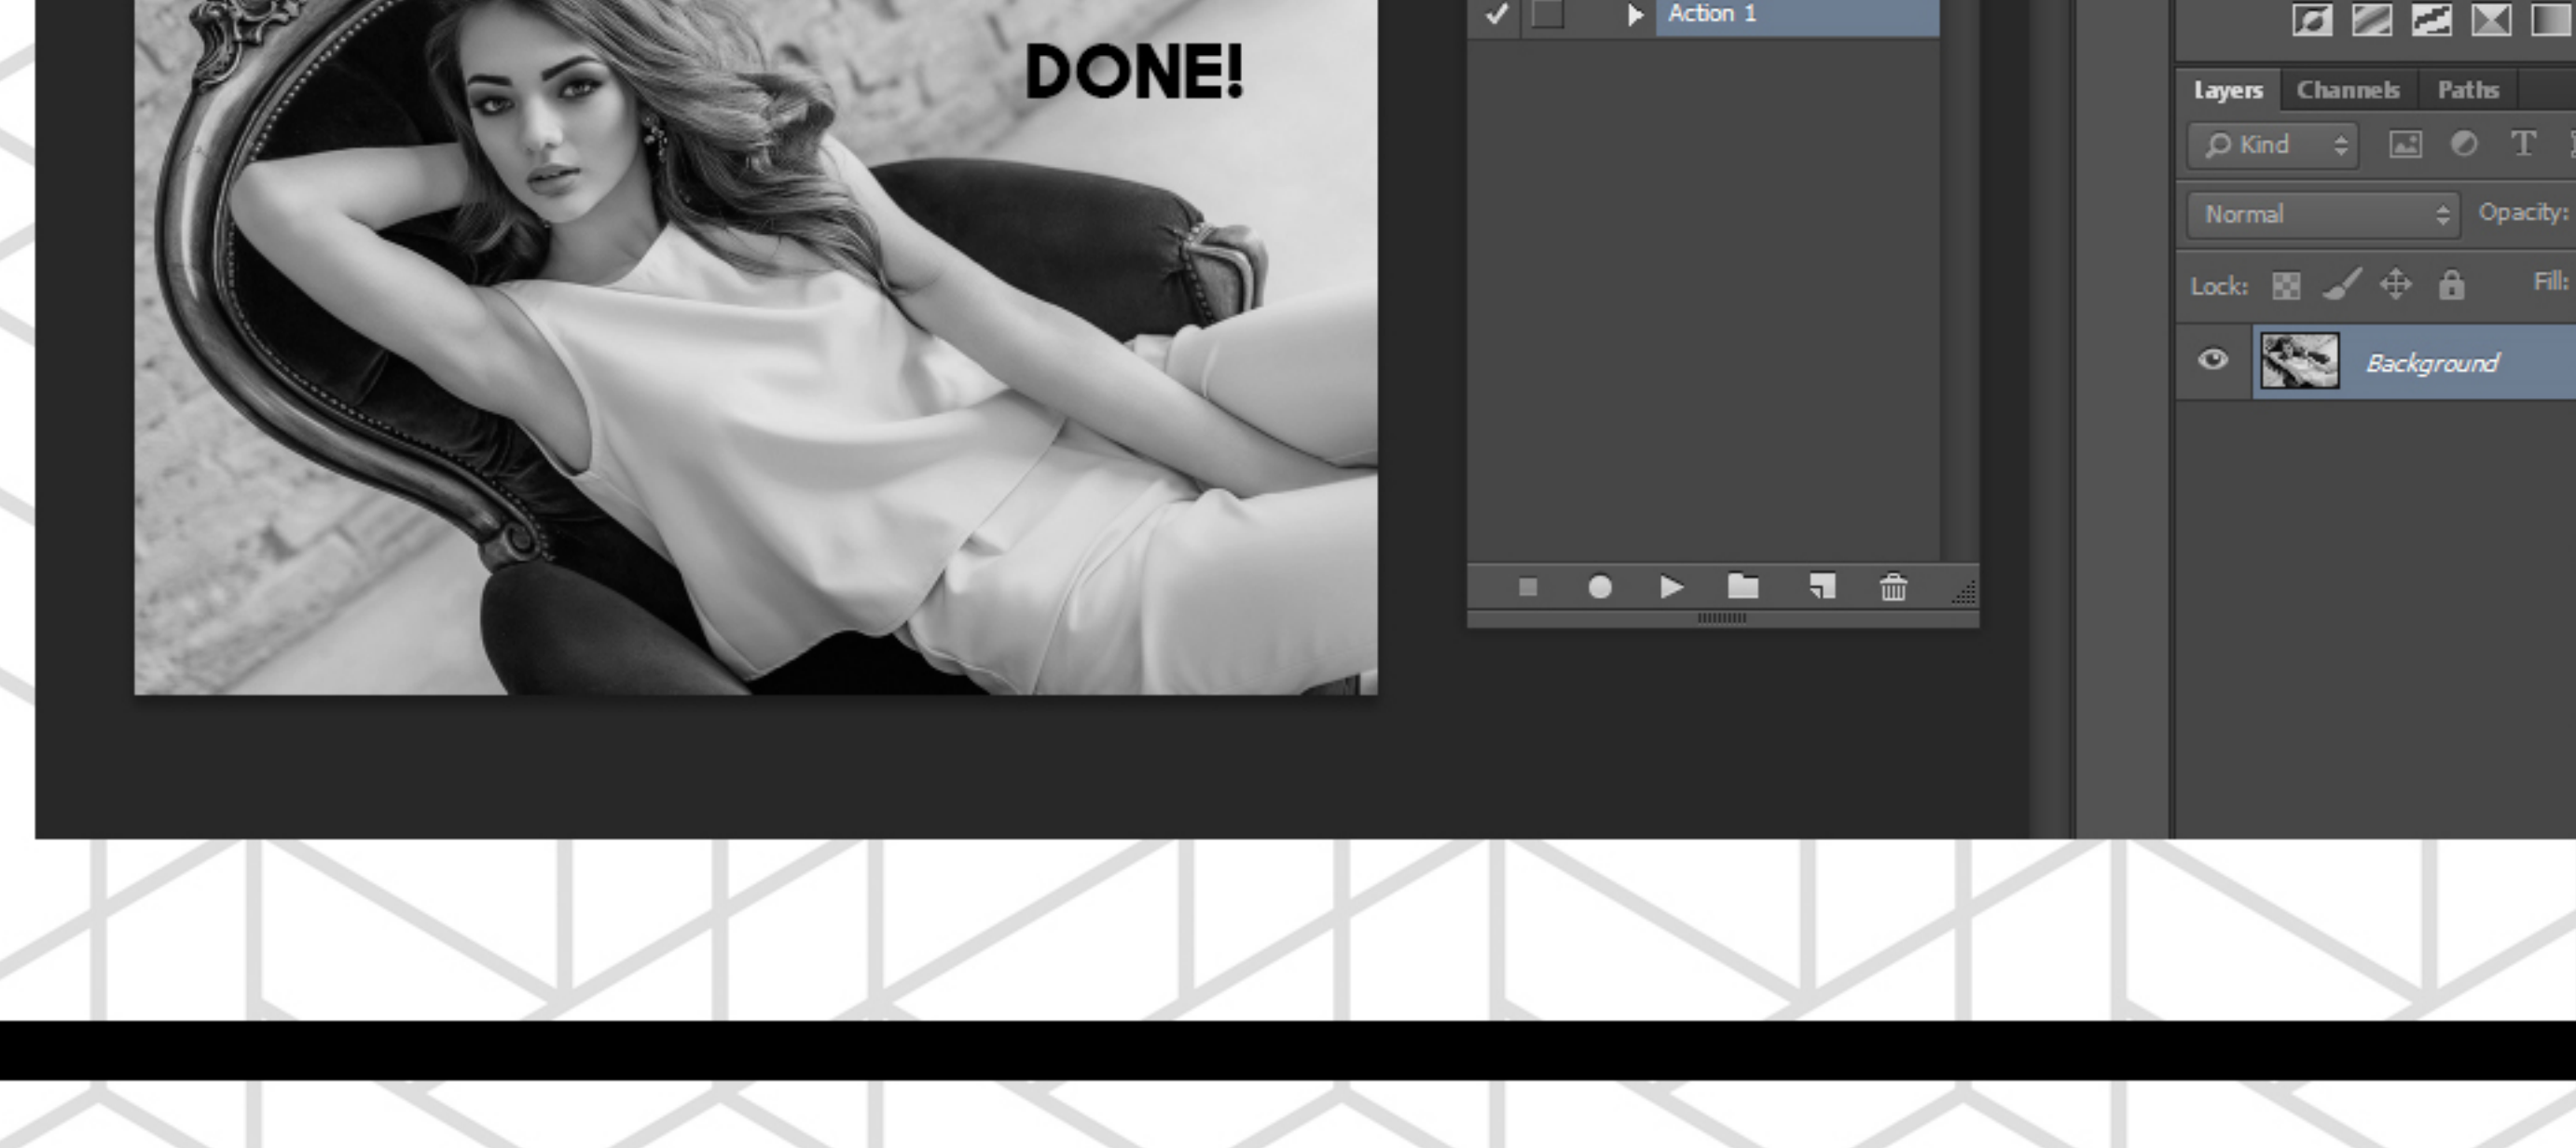 Action 1
DONE!
Layers Channels Paths
Kind
Normal Opacity:
Lock: Fill:
Background